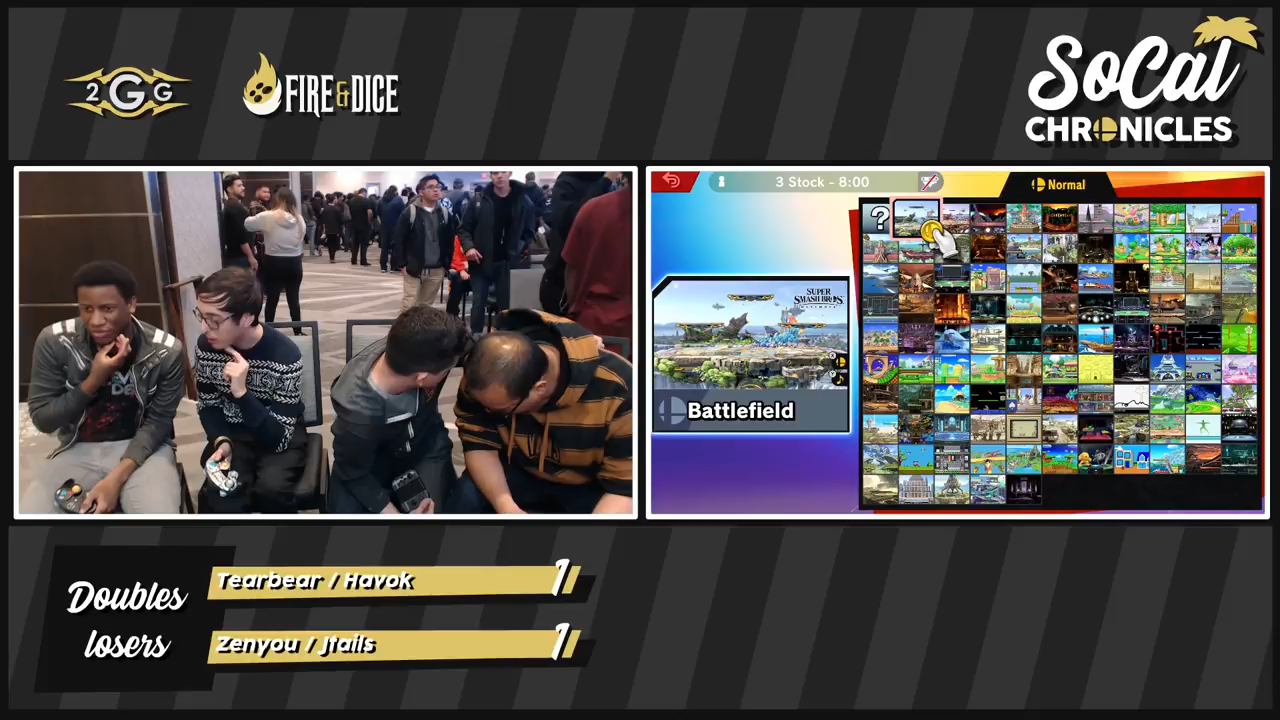 2GG
FIRE&DICE
SoCal
CHRONICLES
3 Stock - 8:00
Normal
?
SUPER
SMASH BROS.
ULTIMATE
Battlefield
Doubles
losers
Tearbear / Havok
1
Zenyou / Jtails
1